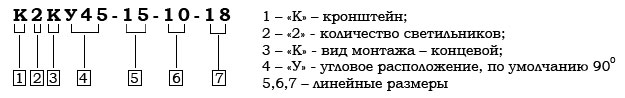 К2КУ45-15-10-18
1 2 3 4 5 6 7
1 – «К» – кронштейн;
2 – «2» - количество светильников;
3 – «К» - вид монтажа – концевой;
4 – «У» - угловое расположение, по умолчанию 90⁰
5,6,7 – линейные размеры